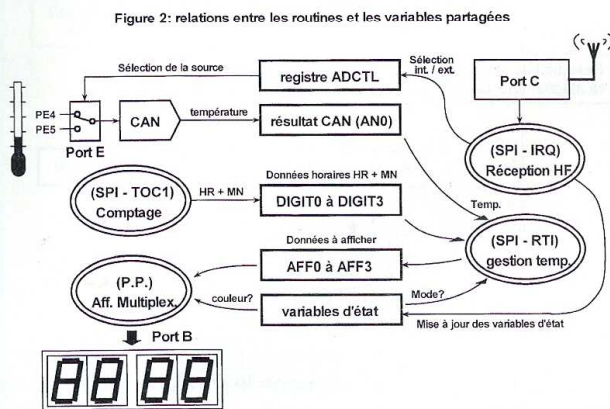 Figure 2: relations entre les routines et les variables partagées
Sélection de la source
registre ADCTL
Sélection
int. / ext.
Port C
PE4
PE5
Port E
CAN
température
résultat CAN (AN0)
(SPI - IRQ)
Réception HF
(SPI - TOC1)
Comptage
HR + MN
Données horaires HR + MN
DIGIT0 à DIGIT3
Temp.
(SPI - RTI)
gestion temp.
Données à afficher
AFF0 à AFF3
(P.P.)
Aff. Multiplex.
couleur?
variables d'état
Mode?
Mise à jour des variables d'état
Port B
88 88